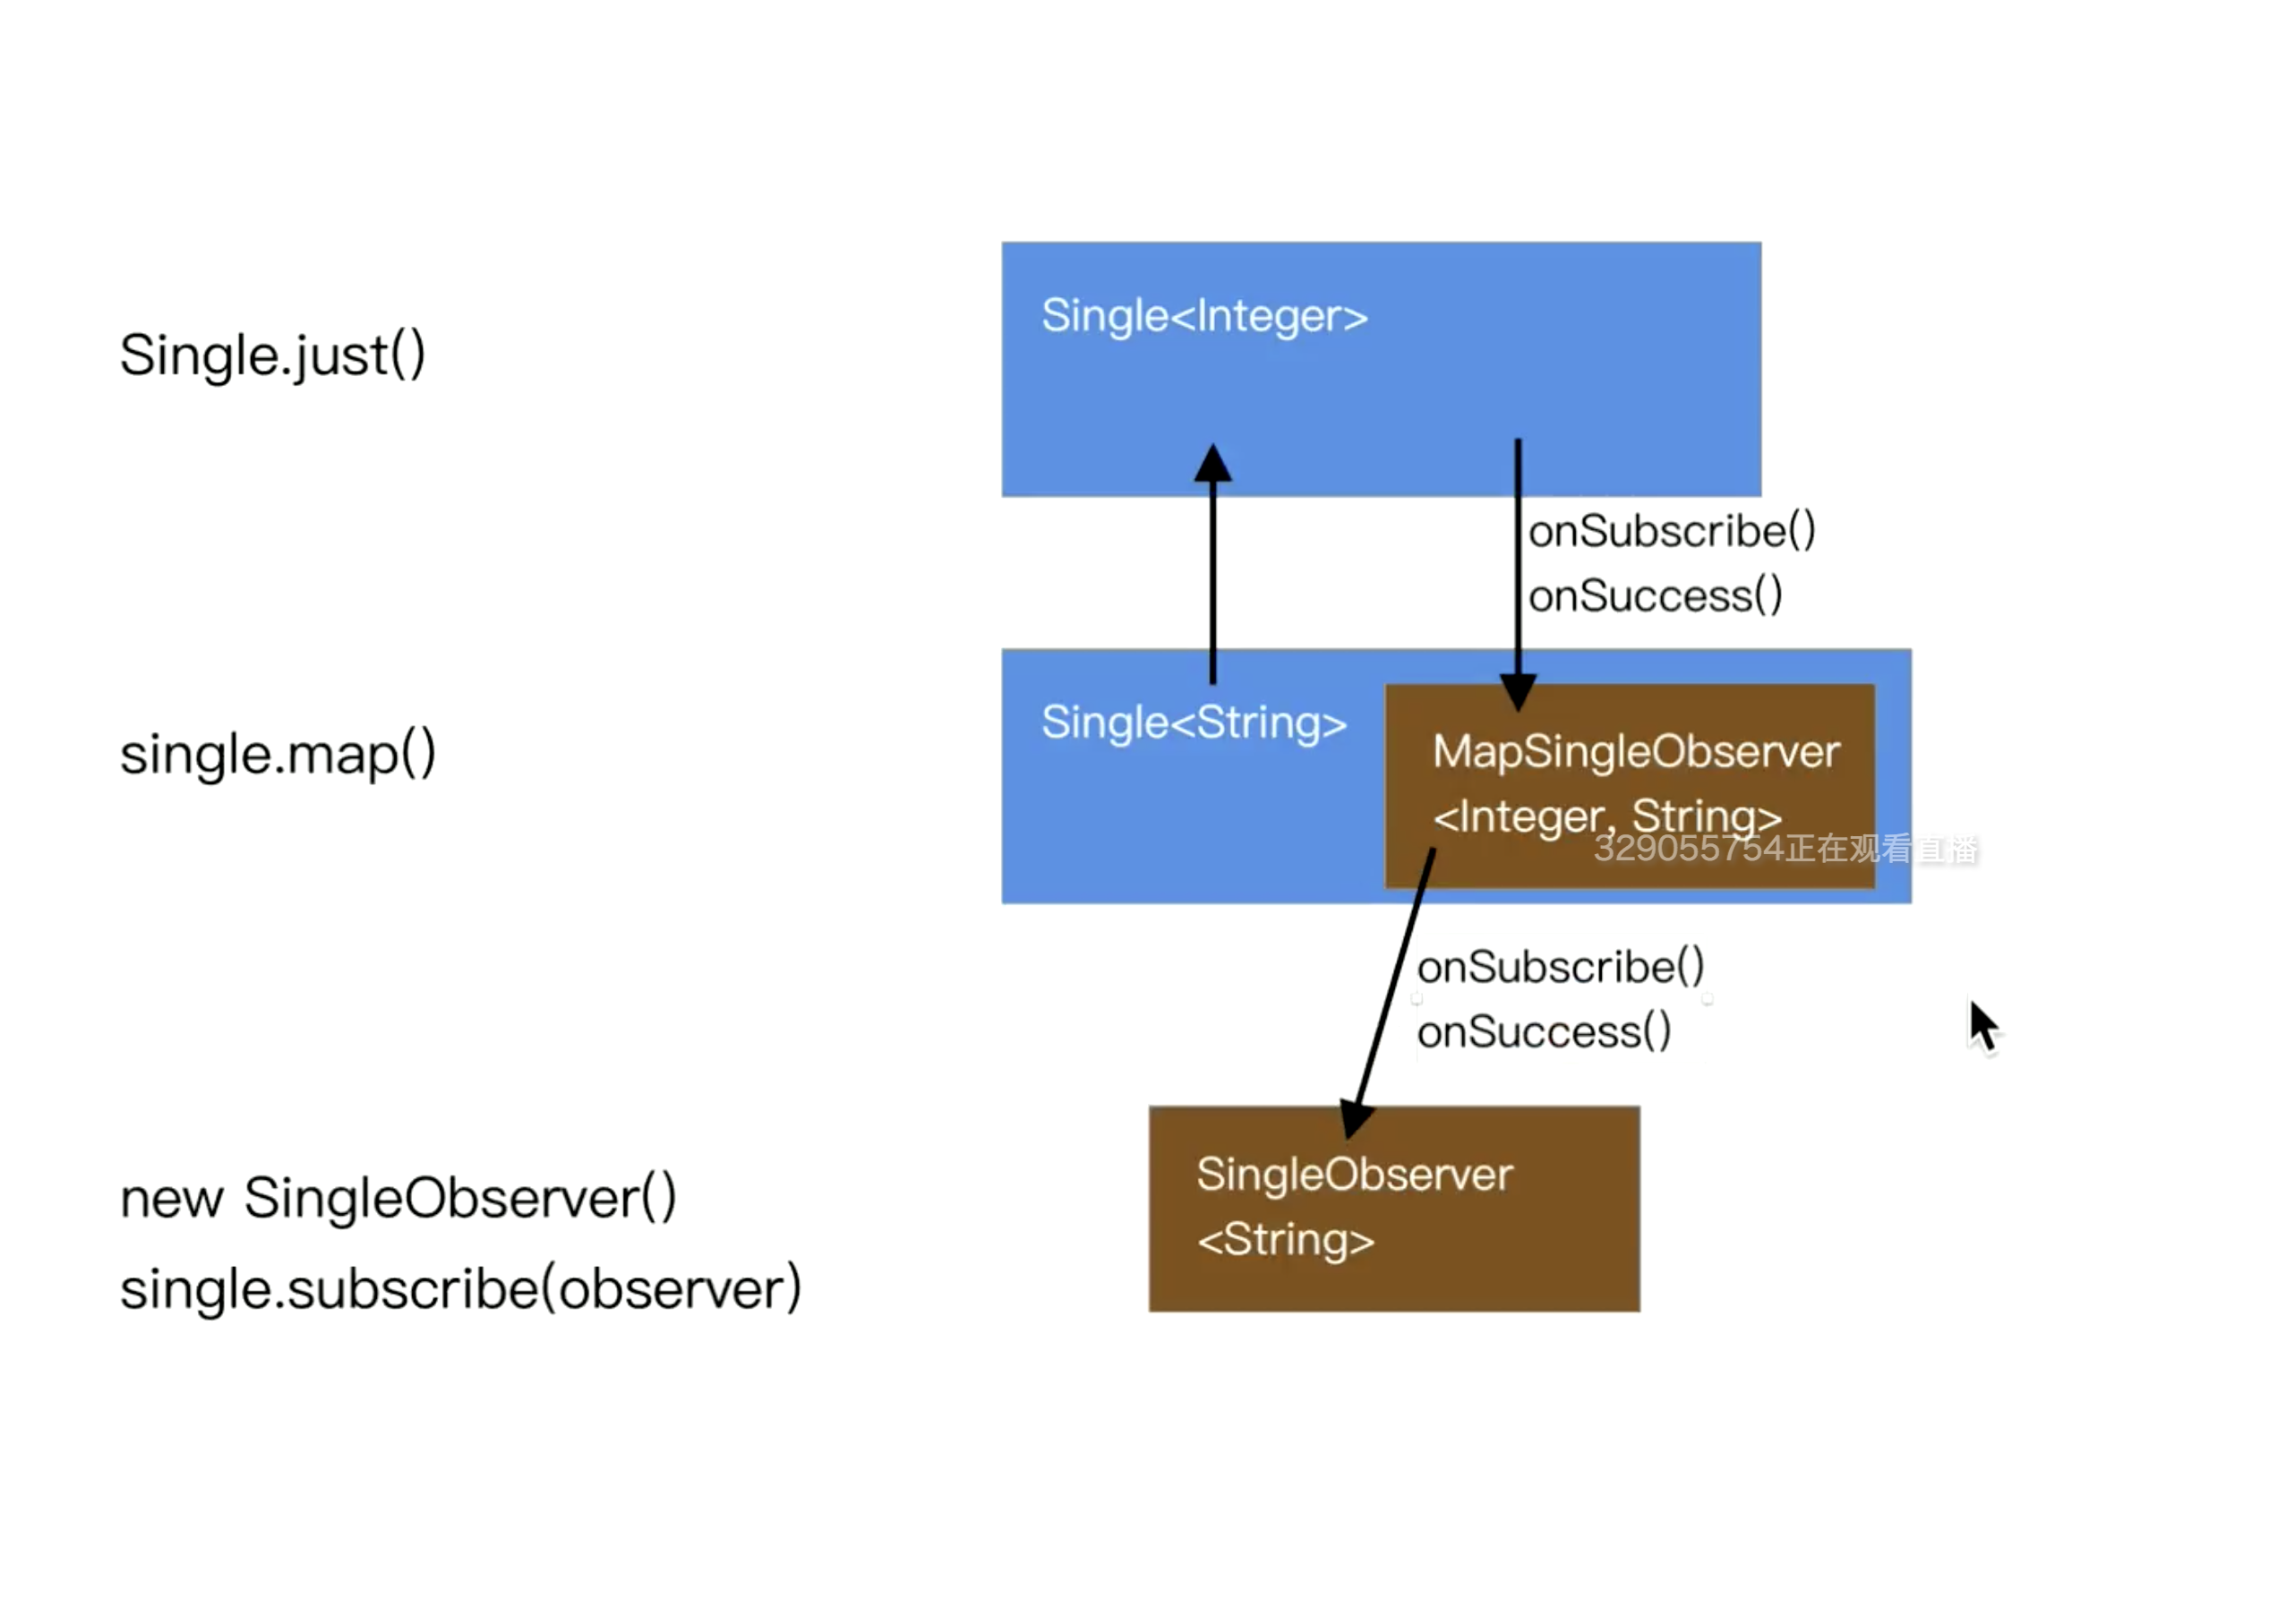 Single.just()
Single<Integer>
onSubscribe()
onSuccess()
single.map()
Single<String>
MapSingleObserver
<Integer, String>
329055754正在观看直播
onSubscribe()
onSuccess()
new SingleObserver()
single.subscribe(observer)
SingleObserver
<String>